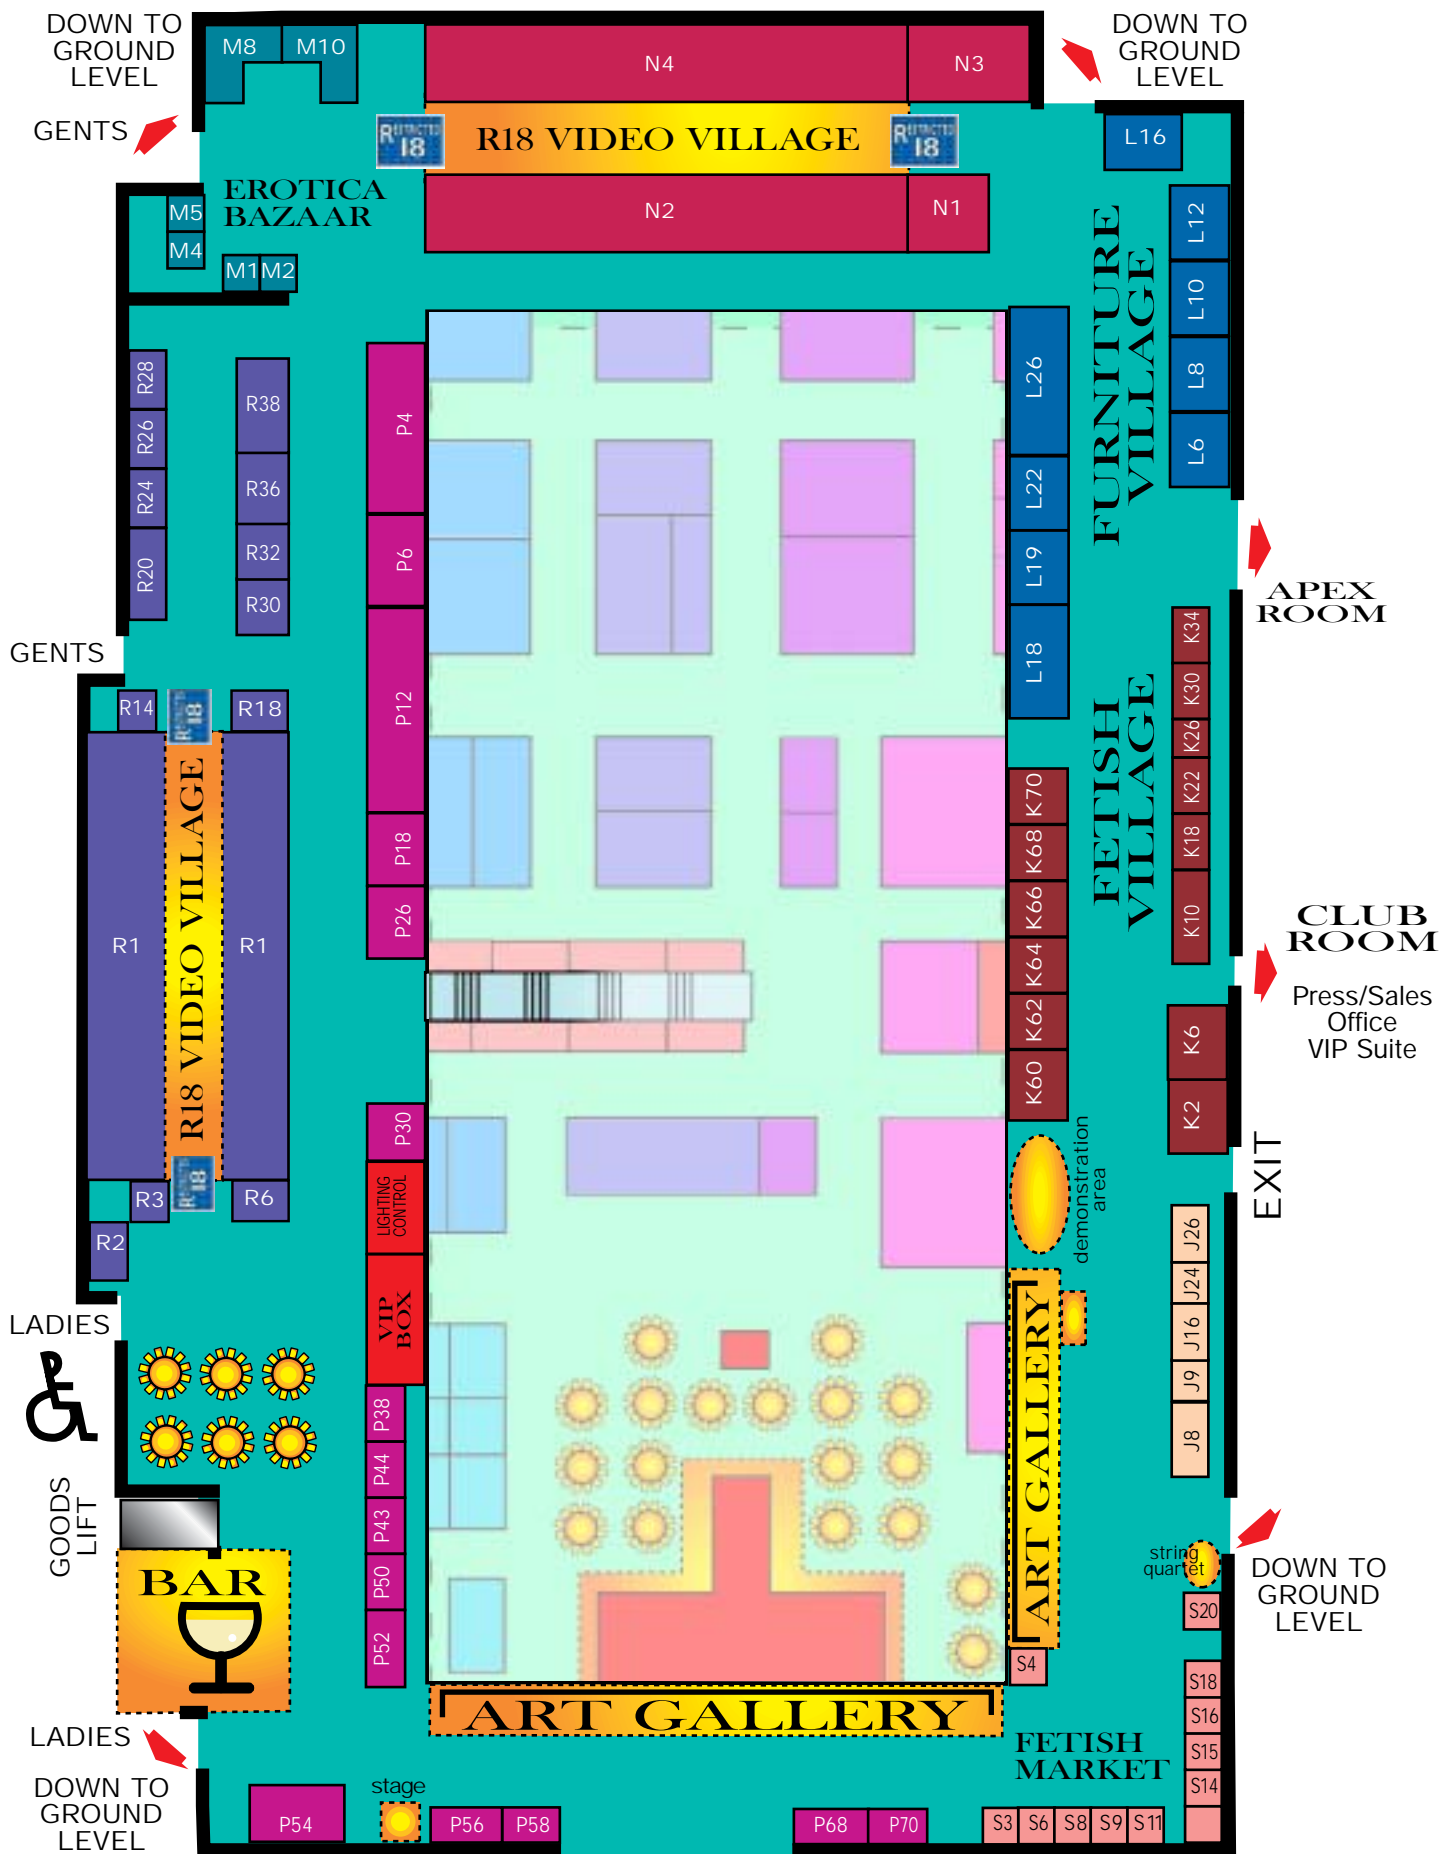 DOWN TO
GROUND
LEVEL
M8
M10
N4
N3
DOWN TO
GROUND
LEVEL
GENTS
RESTRICTED
18
R18 VIDEO VILLAGE
RESTRICTED
18
L16
EROTICA
BAZAAR
M5
M4
M1
M2
N2
N1
L12
L10
L8
L6
FURNITURE
VILLAGE
L26
L22
L19
L18
R28
R26
R24
R20
R38
R36
R32
R30
P4
P6
P12
P18
P26
APEX
ROOM
GENTS
R14
R18
18
R1
R18 VIDEO VILLAGE
R1
18
R3
R6
R2
K34
K30
K26
K22
K18
K10
FETISH
VILLAGE
K70
K68
K66
K64
K62
K60
CLUB
ROOM
Press/Sales
Office
VIP Suite
K6
K2
EXIT
P30
LIGHTING
CONTROL
VIP
BOX
demonstration
area
J26
J24
J16
J9
J8
LADIES
P38
P44
P43
P50
P52
ART GALLERY
GOODS
LIFT
BAR
string
quartet
DOWN TO
GROUND
LEVEL
S20
S4
S18
S16
S15
S14
ART GALLERY
LADIES
DOWN TO
GROUND
LEVEL
FETISH
MARKET
stage
P54
P56
P58
P68
P70
S3
S6
S8
S9
S11